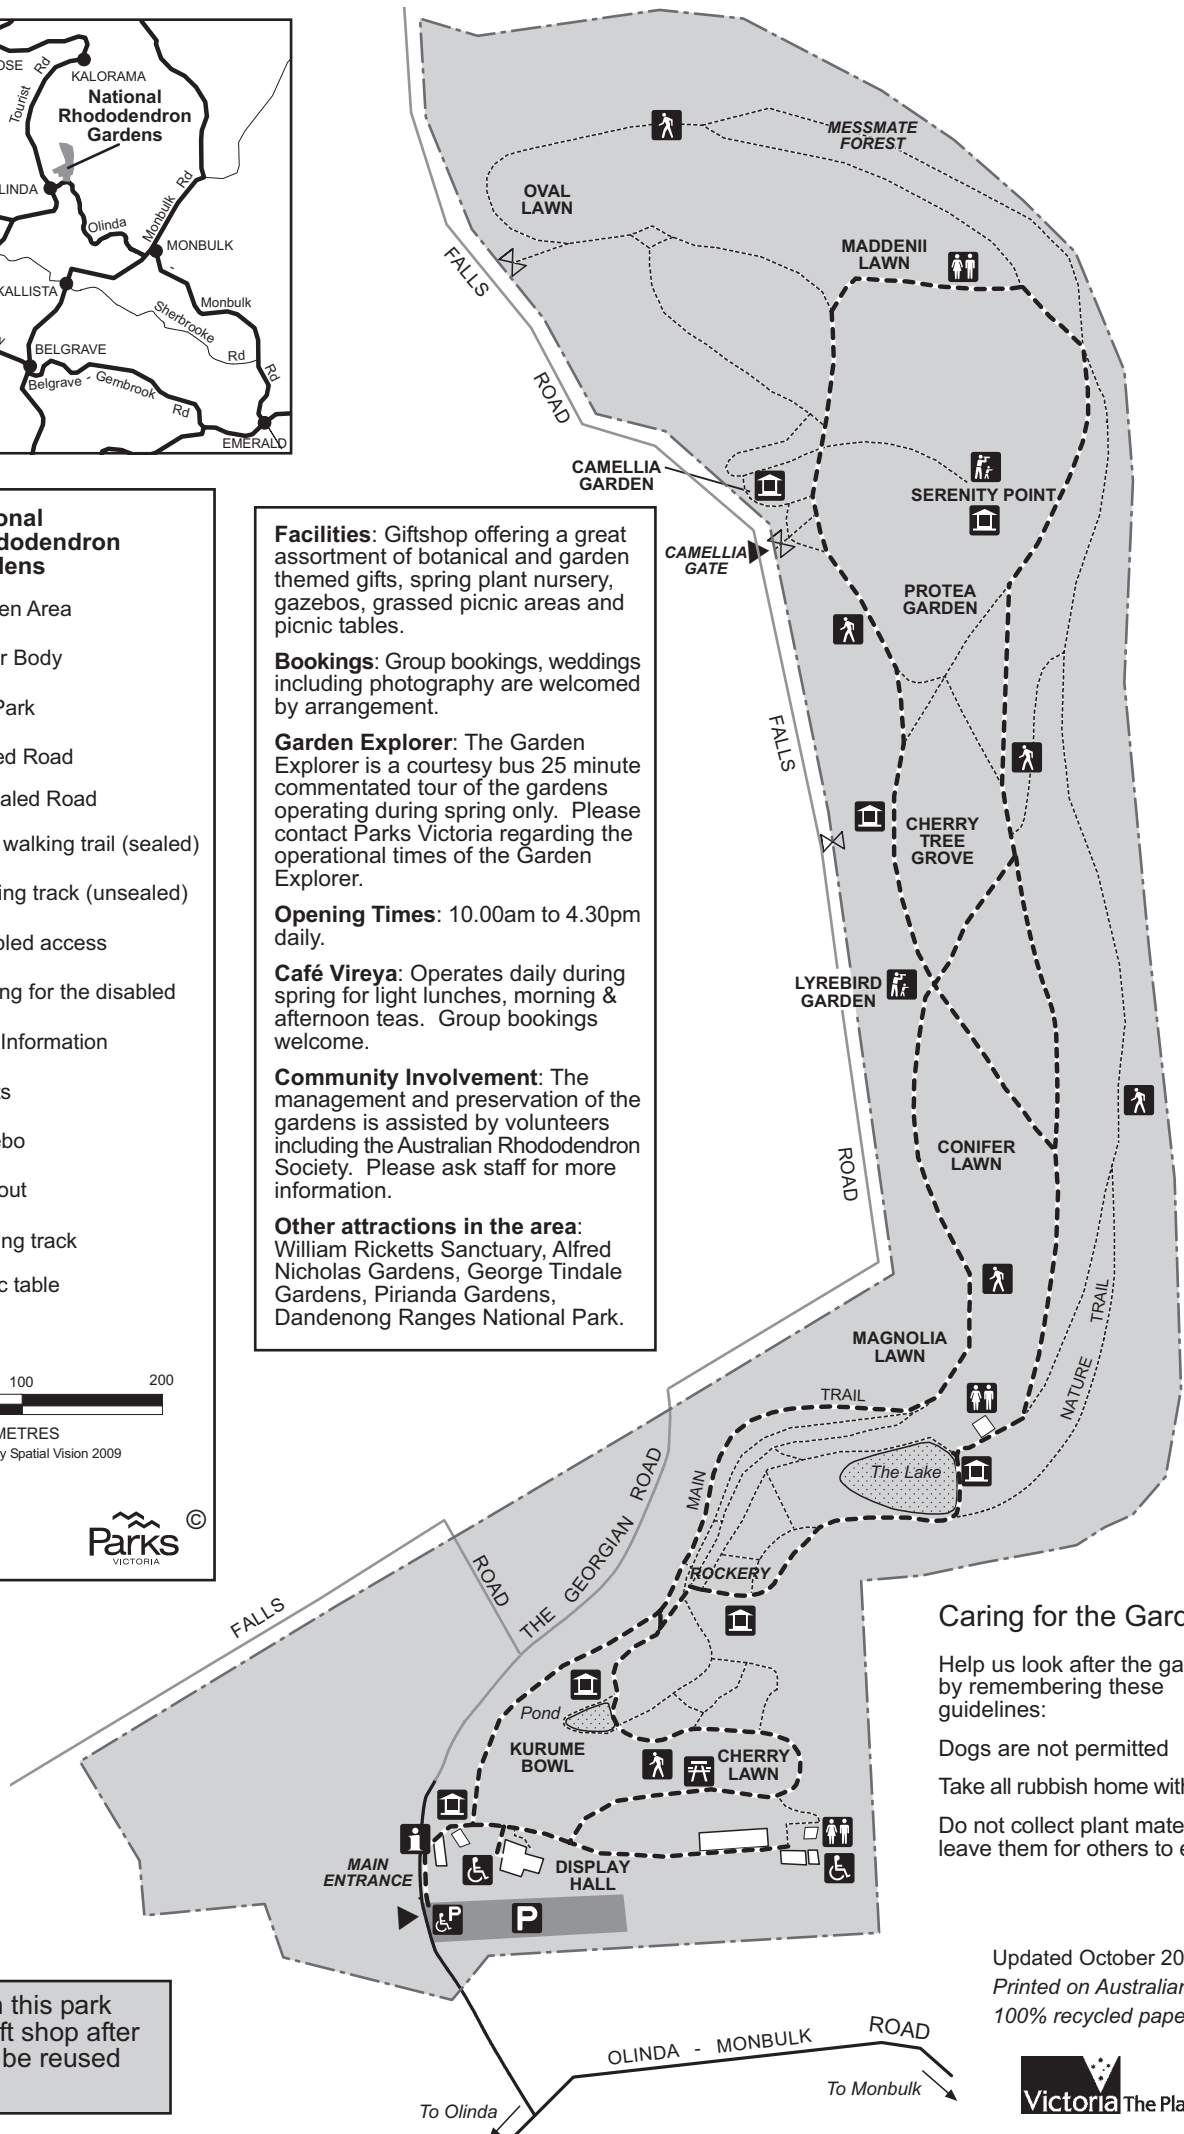 OSE
Rd
KALORAMA
Tourist
National
Rhododendron
Gardens
LINDA
Rd
Olinda
Monbulk
MONBULK
KALLISTA
Monbulk
Sherbrooke
BELGRAVE
Rd
Rd
Belgrave - Gembrook
Rd
EMERALD
onal
dodendron
dens
en Area
r Body
Park
ed Road
aled Road
walking trail (sealed)
ing track (unsealed)
bled access
ng for the disabled
Information
ts
ebo
out
ng track
c table
100 200
METRES
y Spatial Vision 2009
Parks ©
VICTORIA
Facilities: Giftshop offering a great
assortment of botanical and garden
themed gifts, spring plant nursery,
gazebos, grassed picnic areas and
picnic tables.
Bookings: Group bookings, weddings
including photography are welcomed
by arrangement.
Garden Explorer: The Garden
Explorer is a courtesy bus 25 minute
commentated tour of the gardens
operating during spring only. Please
contact Parks Victoria regarding the
operational times of the Garden
Explorer.
Opening Times: 10.00am to 4.30pm
daily.
Café Vireya: Operates daily during
spring for light lunches, morning &
afternoon teas. Group bookings
welcome.
Community Involvement: The
management and preservation of the
gardens is assisted by volunteers
including the Australian Rhododendron
Society. Please ask staff for more
information.
Other attractions in the area:
William Ricketts Sanctuary, Alfred
Nicholas Gardens, George Tindale
Gardens, Pirianda Gardens,
Dandenong Ranges National Park.
MESSMATE
FOREST
OVAL
LAWN
MADDENII
LAWN
FALLS
ROAD
CAMELLIA
GARDEN
SERENITY POINT
CAMELLIA
GATE
PROTEA
GARDEN
FALLS
CHERRY
TREE
GROVE
LYREBIRD
GARDEN
CONIFER
LAWN
ROAD
MAGNOLIA
LAWN
TRAIL
NATURE
TRAIL
The Lake
MAIN
ROCKERY
THE GEORGIAN ROAD
ROAD
FALLS
Pond
KURUME
BOWL
CHERRY
LAWN
i
MAIN
ENTRANCE
DISPLAY
HALL
P
P
Caring for the Gard
Help us look after the ga
by remembering these
guidelines:
Dogs are not permitted
Take all rubbish home with
Do not collect plant mate
leave them for others to e
n this park
ft shop after
be reused
Updated October 20
Printed on Australian
100% recycled pape
OLINDA - MONBULK ROAD
To Monbulk
To Olinda
Victoria The Pla